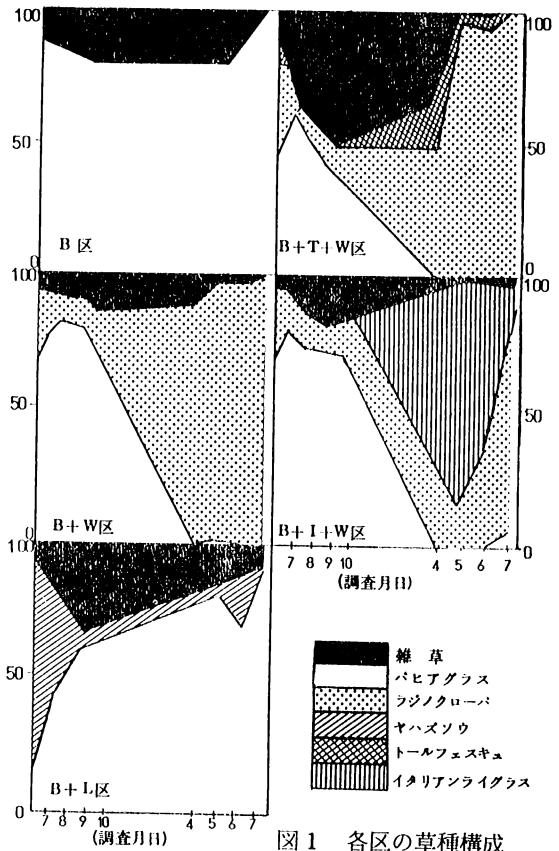 100
50
0
B区
100
50
0
B+T+W区
100
50
0
B+W区
100
50
0
B+I+W区
7 8 9 10 4 5 6 7
(調査月日)
100
50
0
B+L区
7 8 9 10 4 5 6 7
(調査月日)
雑草
バヒアグラス
ラジノクローバ
ヤハズソウ
トールフェスキュ
イタリアンライグラス
図1 各区の草種構成